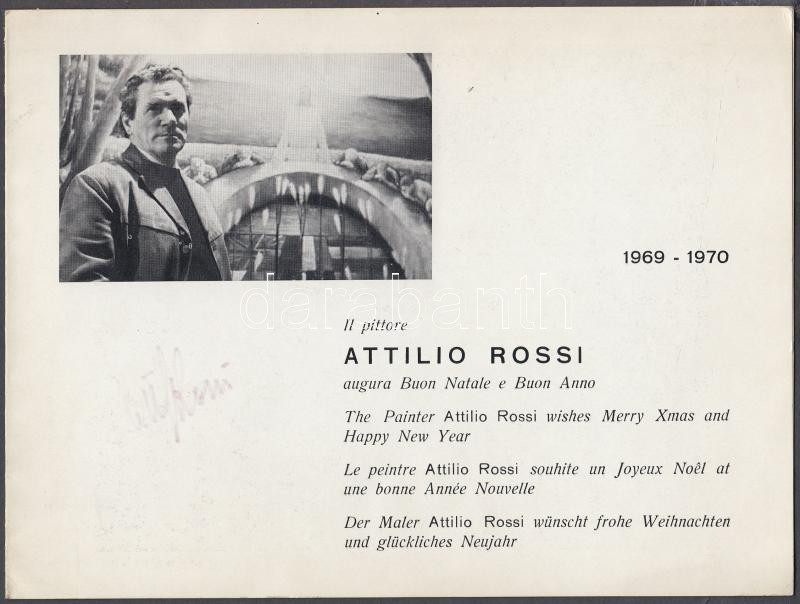 1969 - 1970
darabanth
Il pittore
ATTILIO ROSSI
augura Buon Natale e Buon Anno
The Painter Attilio Rossi wishes Merry Xmas and
Happy New Year
Le peintre Attilio Rossi souhite un Joyeux Noêl at
une bonne Année Nouvelle
Der Maler Attilio Rossi wünscht frohe Weihnachten
und glückliches Neujahr